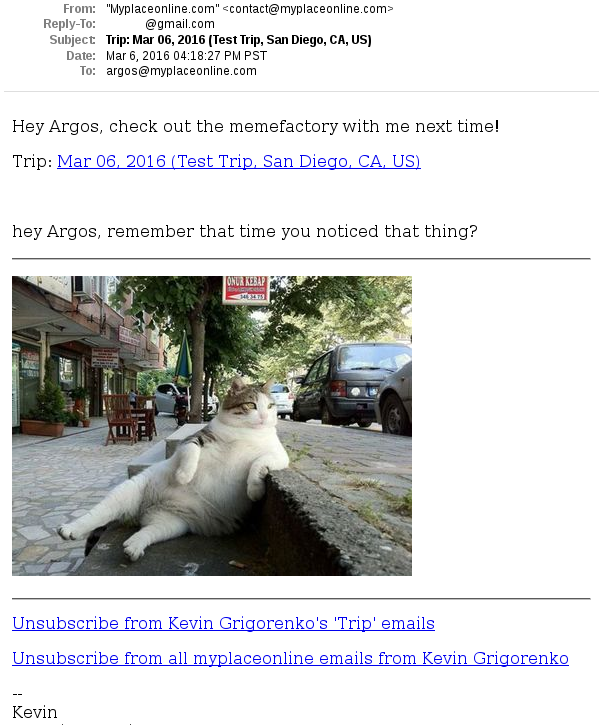 From: "Myplaceonline.com" <contact@myplaceonline.com>
Reply-To: @gmail.com
Subject: Trip: Mar 06, 2016 (Test Trip, San Diego, CA, US)
Date: Mar 6, 2016 04:18:27 PM PST
To: argos@myplaceonline.com
Hey Argos, check out the memefactory with me next time!
Trip: Mar 06, 2016 (Test Trip, San Diego, CA, US)
hey Argos, remember that time you noticed that thing?
ONUR KEBAP
346 34 75
Unsubscribe from Kevin Grigorenko's 'Trip' emails
Unsubscribe from all myplaceonline emails from Kevin Grigorenko
--
Kevin